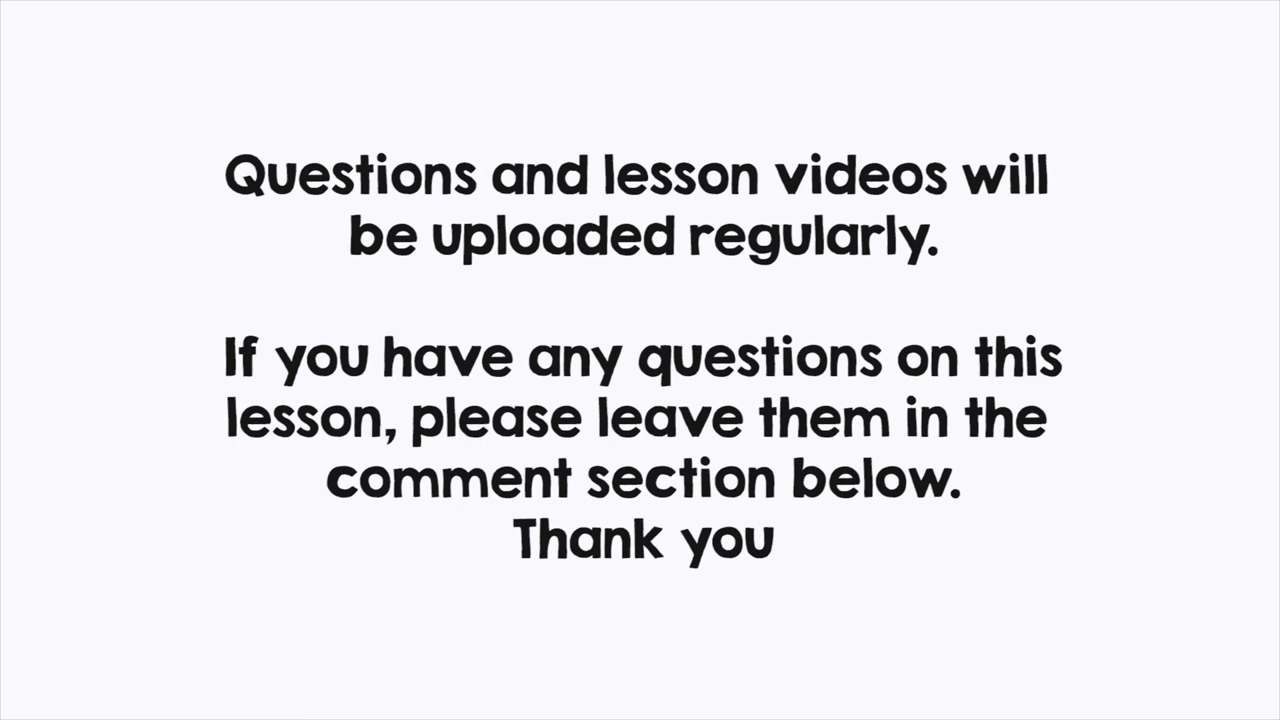 Questions and lesson videos will
be uploaded regularly.
If you have any questions on this
lesson, please leave them in the
comment section below.
Thank you